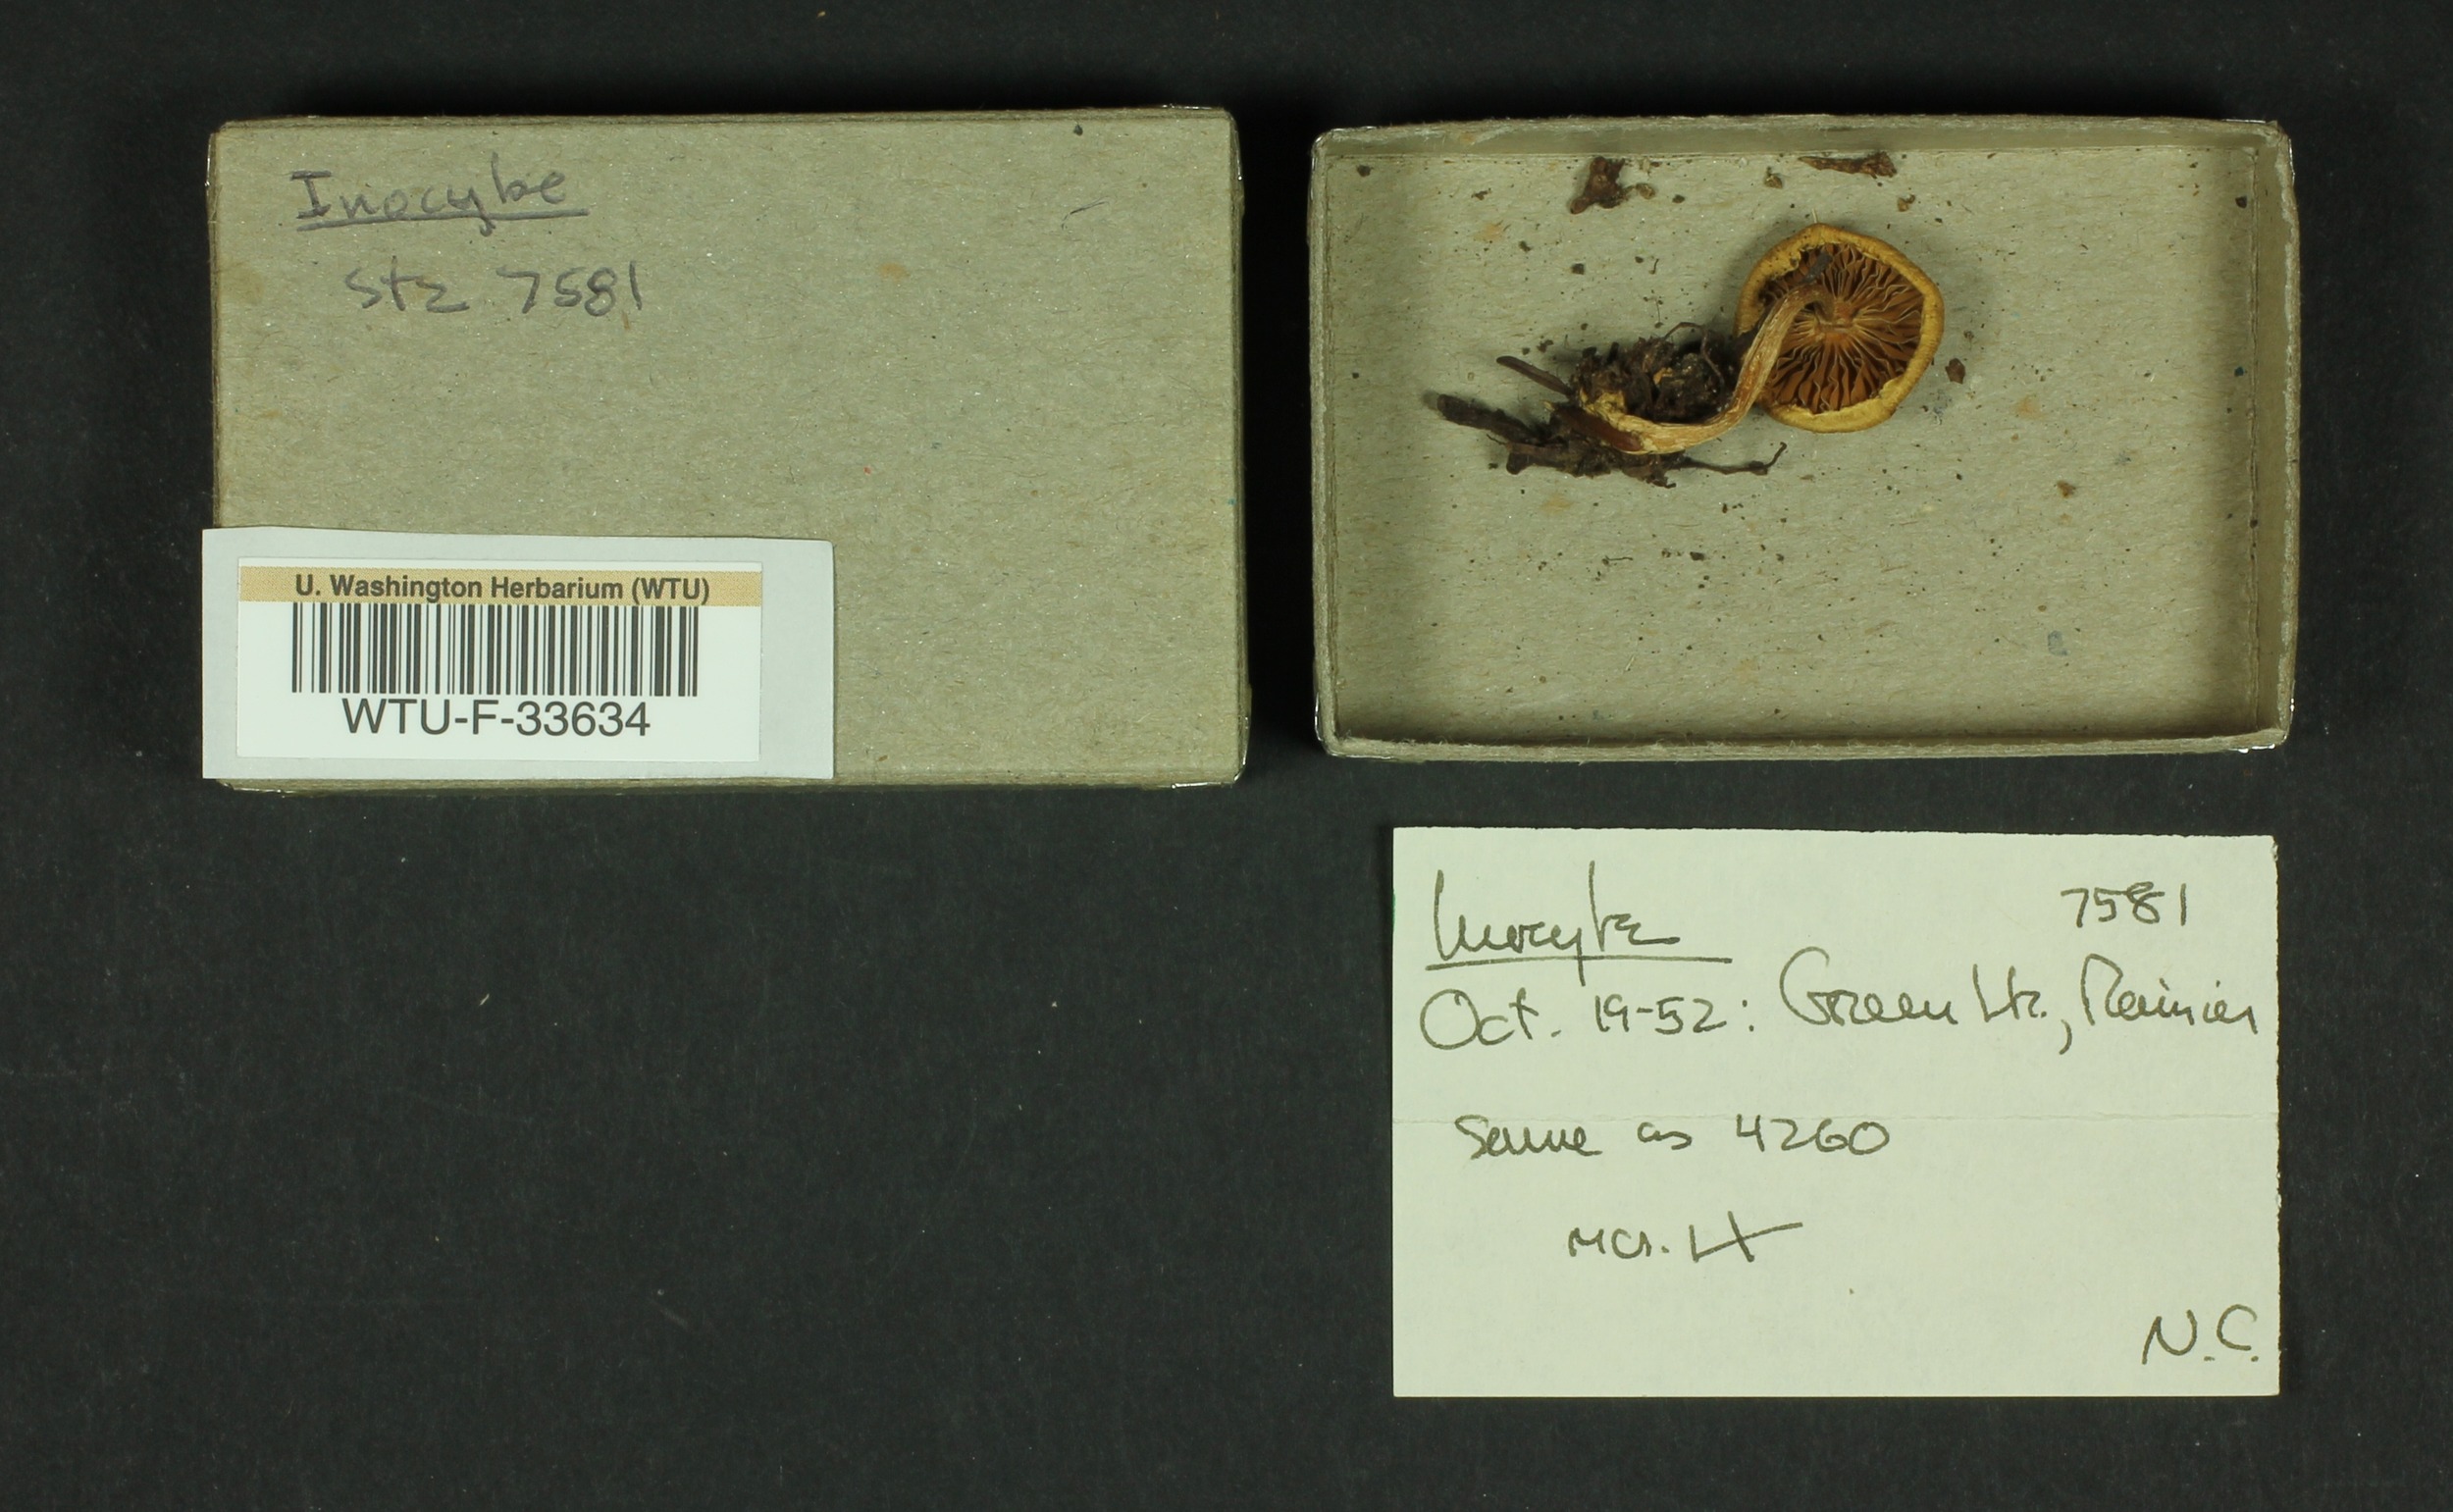 Inocybe
Stz 7581
U. Washington Herbarium (WTU)
WTU-F-33634
Inocybe 7581
Oct. 19-52: Green Lk., Rainier
Same as 4260
N.C.